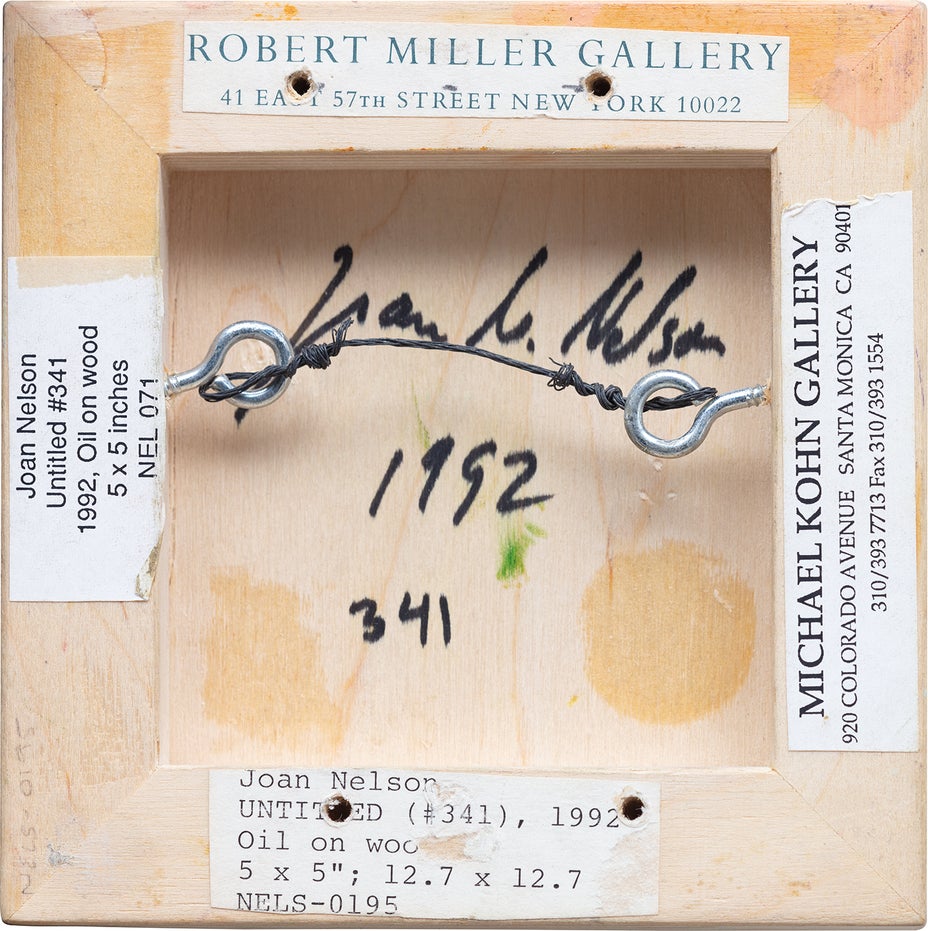 ROBERT MILLER GALLERY
41 EAST 57TH STREET NEW YORK 10022
Joan Nelson
Untitled #341
1992, Oil on wood
5 x 5 inches
NEL 071
Joan W. Nelson
1992
341
MICHAEL KOHN GALLERY
920 COLORADO AVENUE SANTA MONICA CA 90401
310/393 7713 Fax 310/393 1554
Joan Nelson
UNTITLED (#341), 1992
Oil on woo
5 x 5"; 12.7 x 12.7
NELS-0195
NELS-0195